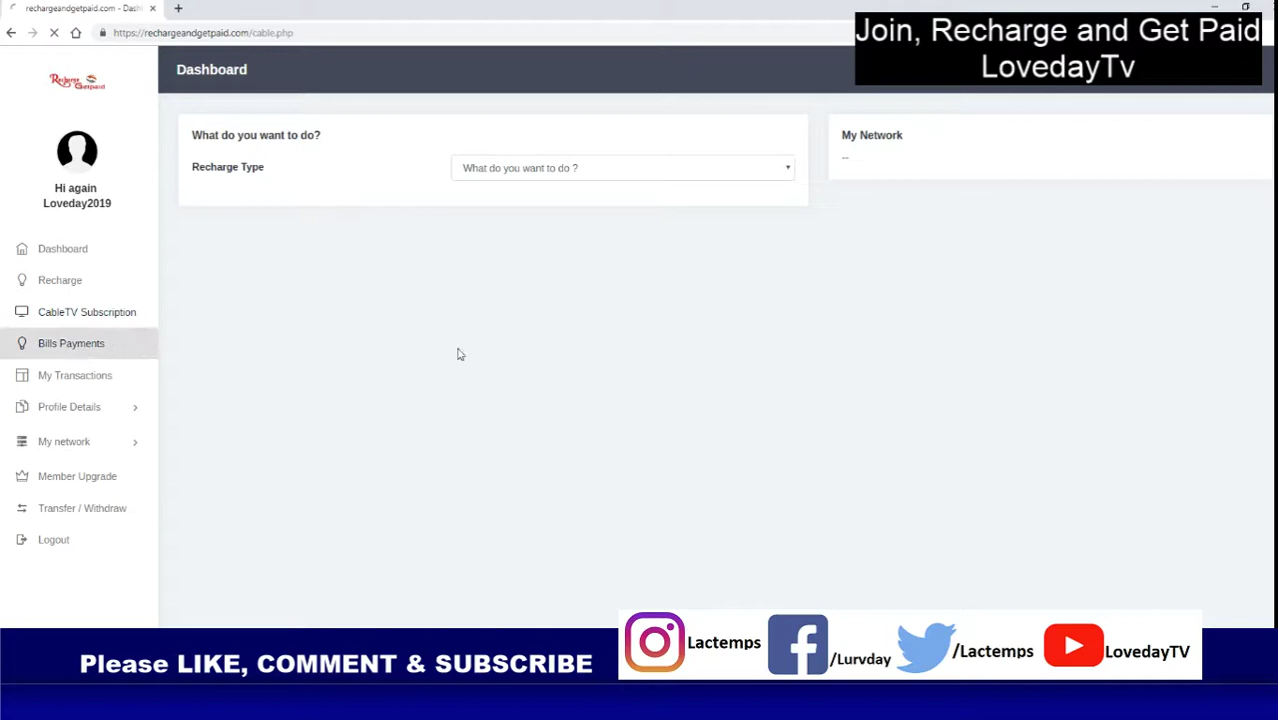 rechargeandgetpaid.com - Dash
https://rechargeandgetpaid.com/cable.php
Join, Recharge and Get Paid
LovedayTv
Recharge
Getpaid
Dashboard
What do you want to do?
Recharge Type
What do you want to do ?
My Network
--
Hi again
Loveday2019
Dashboard
Recharge
CableTV Subscription
Bills Payments
My Transactions
Profile Details
My network
Member Upgrade
Transfer / Withdraw
Logout
Please LIKE, COMMENT & SUBSCRIBE
Lactemps
/Lurvday
/Lactemps
LovedayTV